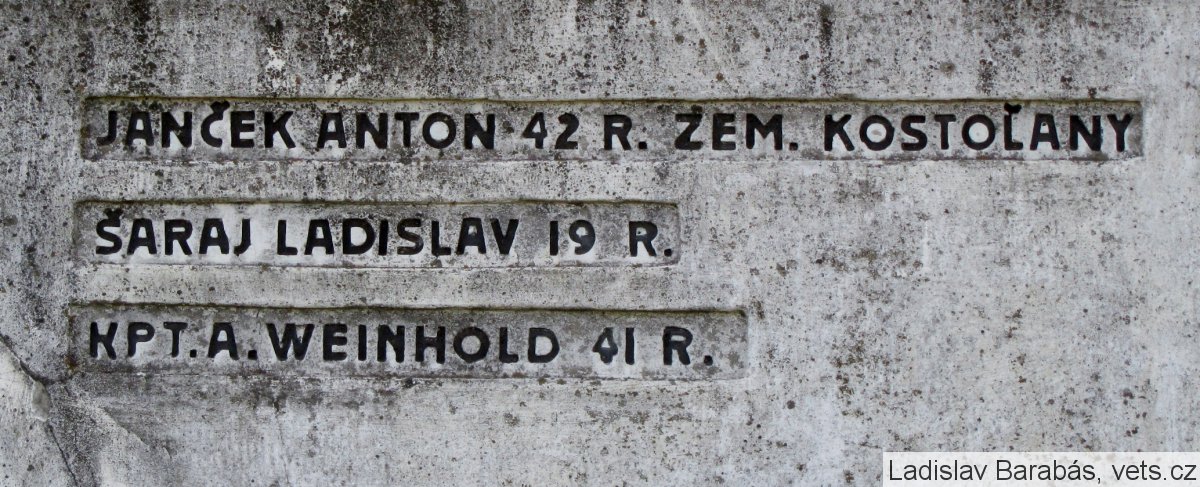 JANČEK ANTON 42 R. ZEM. KOSTOĽANY
ŠARAJ LADISLAV 19 R.
KPT. A. WEINHOLD 41 R.
Ladislav Barabás, vets.cz